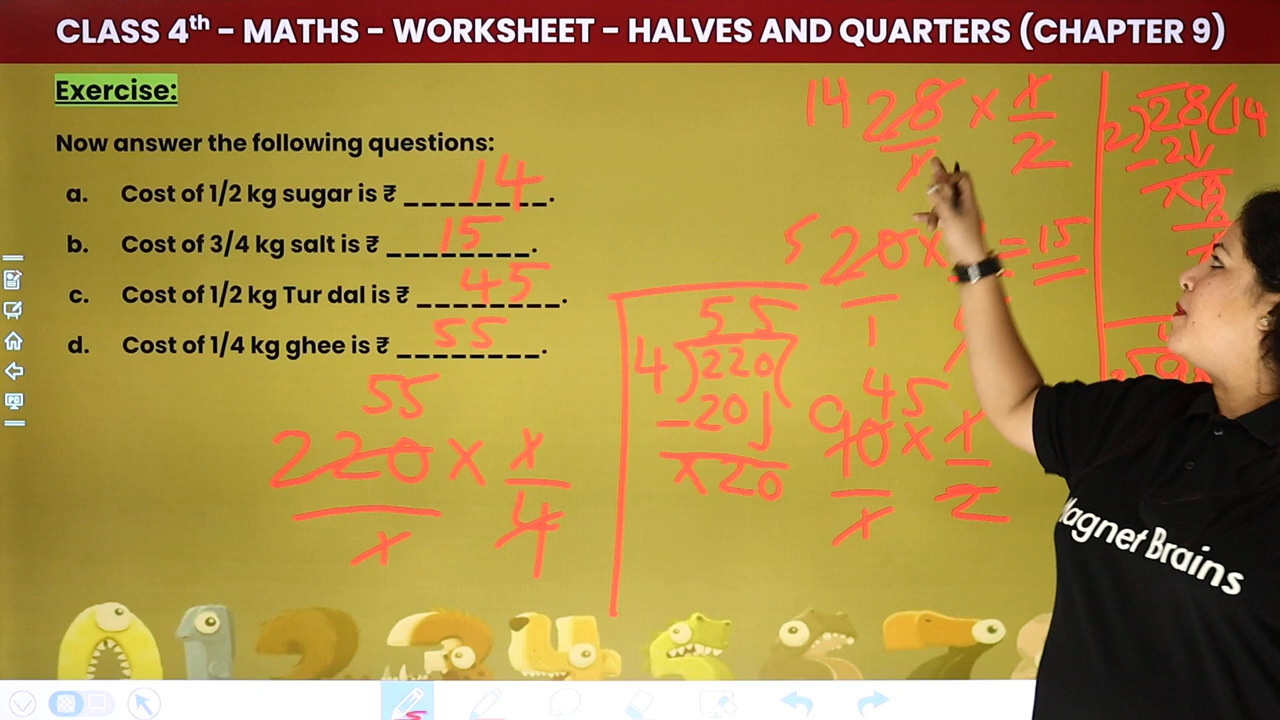 CLASS 4th - MATHS - WORKSHEET - HALVES AND QUARTERS (CHAPTER 9)
Exercise:
Now answer the following questions:
a. Cost of 1/2 kg sugar is ₹ 14.
b. Cost of 3/4 kg salt is ₹ 15.
c. Cost of 1/2 kg Tur dal is ₹ 45.
d. Cost of 1/4 kg ghee is ₹ 55.
14 28/1 × 1/2
2) 28 (14
- 2↓
×8
5 20 ×
= 15
1
55
4) 220 (
- 20
× 20
45
90/1 × 1/2
55
220/1 × 1/4
Magnet Brains